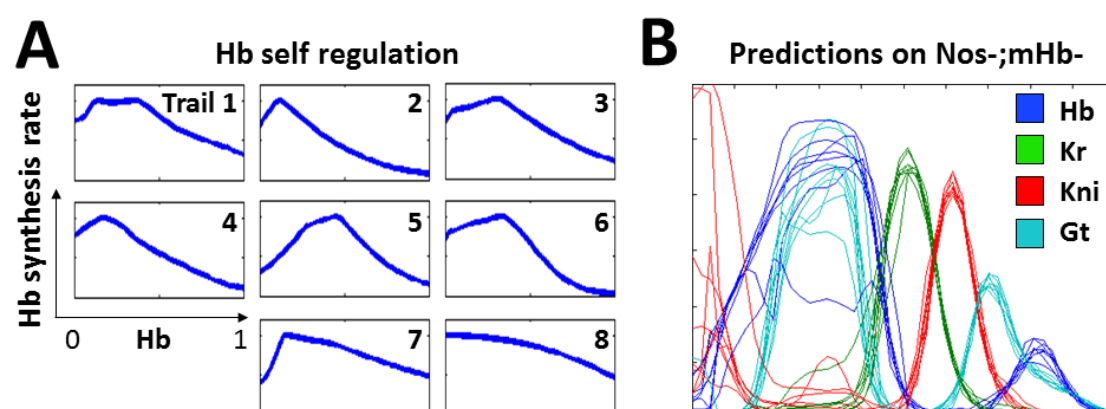 A
Hb self regulation
Trail 1
2
3
4
5
6
7
8
Hb synthesis rate
0
Hb
1
B
Predictions on Nos-;mHb-
Hb
Kr
Kni
Gt